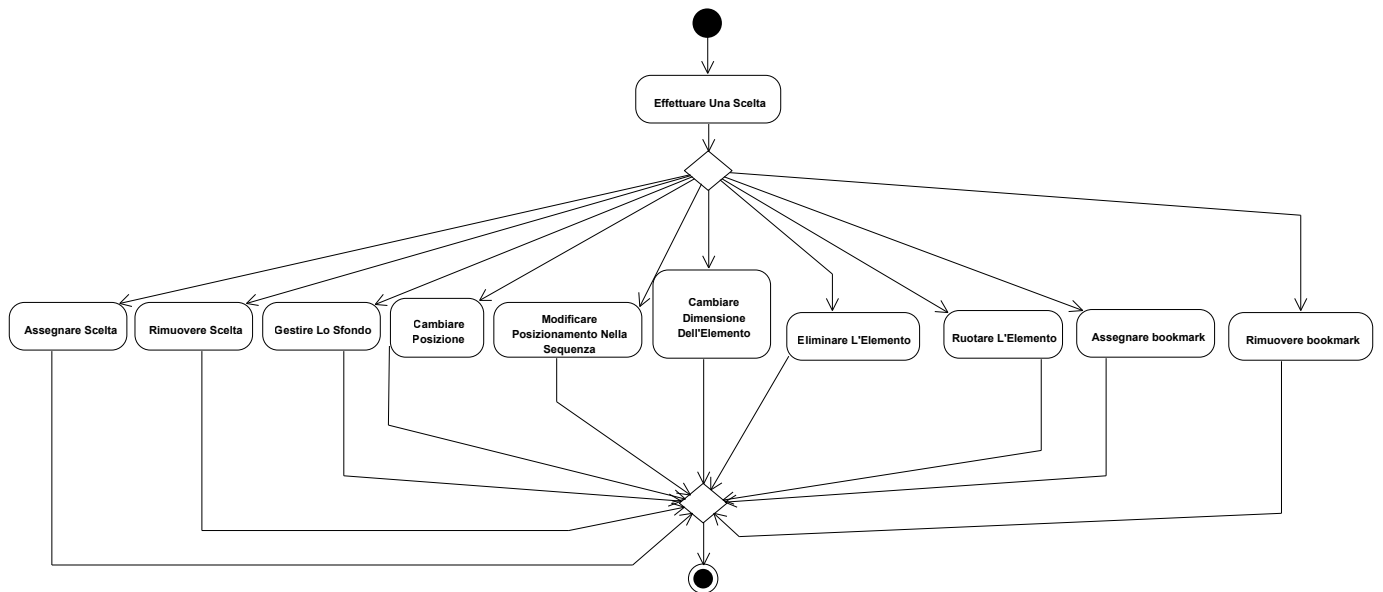 Effettuare Una Scelta
Assegnare Scelta
Rimuovere Scelta
Gestire Lo Sfondo
Cambiare
Posizione
Modificare
Posizionamento Nella
Sequenza
Cambiare
Dimensione
Dell'Elemento
Eliminare L'Elemento
Ruotare L'Elemento
Assegnare bookmark
Rimuovere bookmark